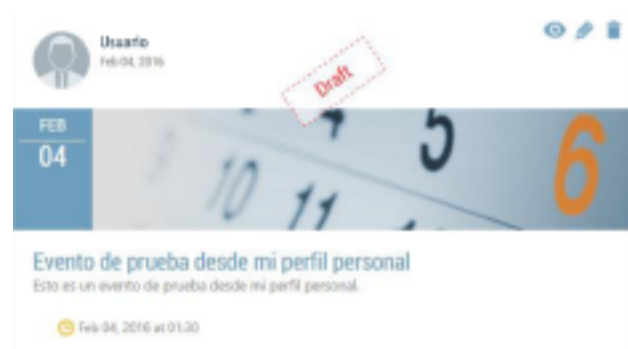 Usuario
Feb 04, 2016
Draft
FEB
04
4
5
6
10
11
Evento de prueba desde mi perfil personal
Esto es un evento de prueba desde mi perfil personal.
Feb 04, 2016 at 01:30